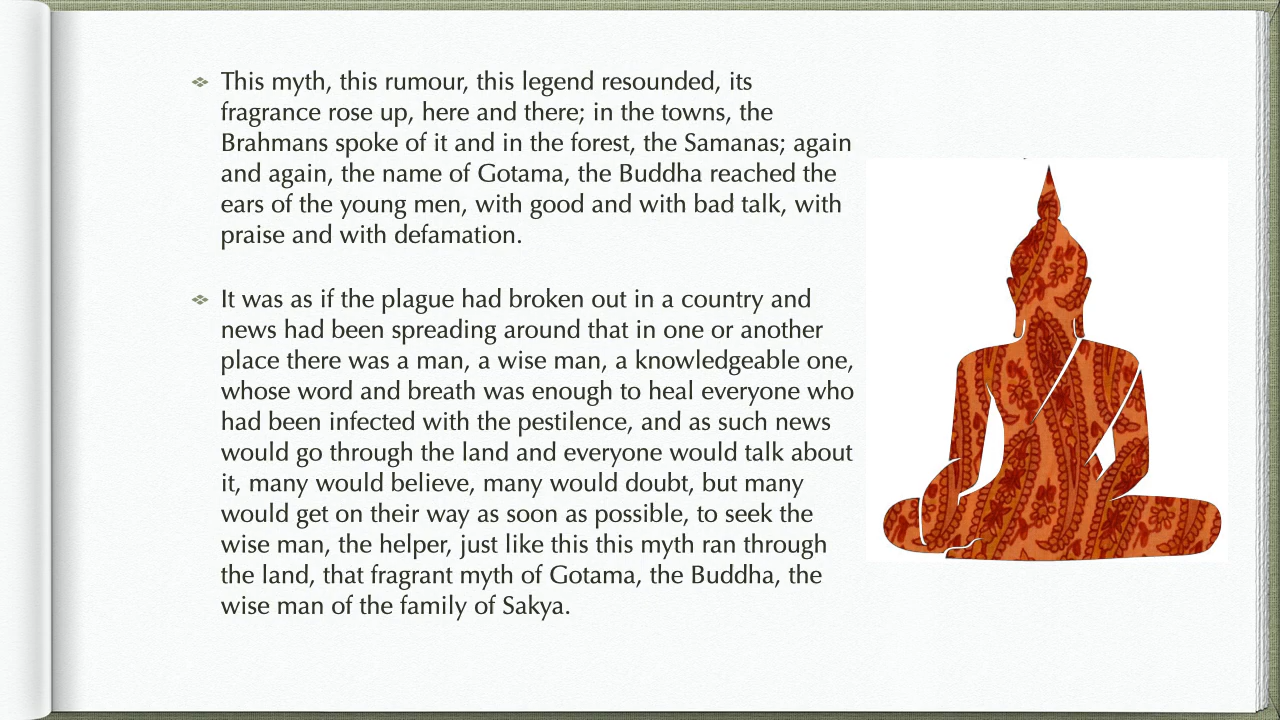 This myth, this rumour, this legend resounded, its
fragrance rose up, here and there; in the towns, the
Brahmans spoke of it and in the forest, the Samanas; again
and again, the name of Gotama, the Buddha reached the
ears of the young men, with good and with bad talk, with
praise and with defamation.
It was as if the plague had broken out in a country and
news had been spreading around that in one or another
place there was a man, a wise man, a knowledgeable one,
whose word and breath was enough to heal everyone who
had been infected with the pestilence, and as such news
would go through the land and everyone would talk about
it, many would believe, many would doubt, but many
would get on their way as soon as possible, to seek the
wise man, the helper, just like this this myth ran through
the land, that fragrant myth of Gotama, the Buddha, the
wise man of the family of Sakya.